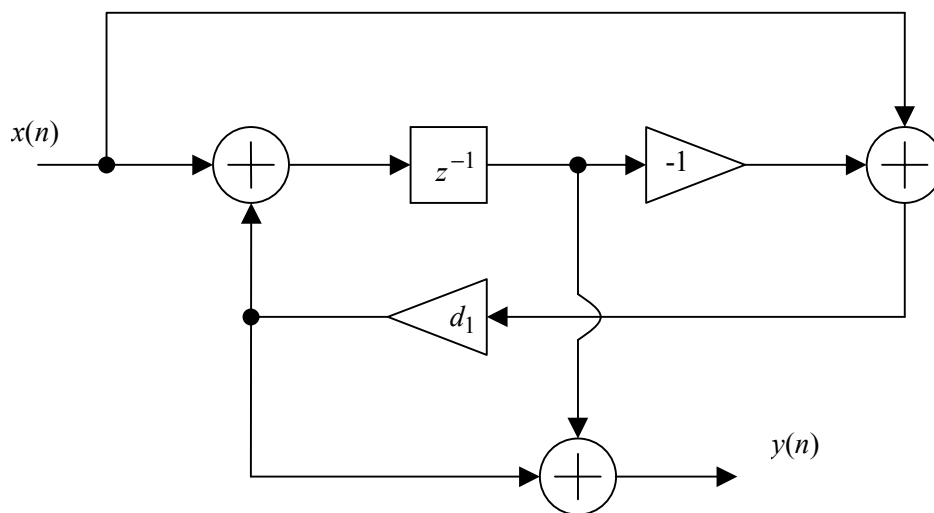 x(n)
z⁻¹
-1
d₁
y(n)